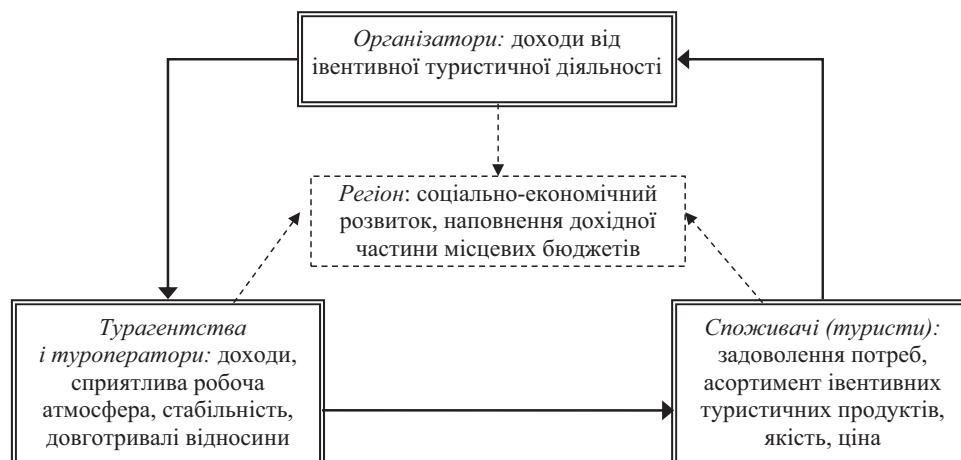 Організатори: доходи від
івентивної туристичної діяльності
Регіон: соціально-економічний
розвиток, наповнення дохідної
частини місцевих бюджетів
Турагентства
і туроператори: доходи,
сприятлива робоча
атмосфера, стабільність,
довготривалі відносини
Споживачі (туристи):
задоволення потреб,
асортимент івентивних
туристичних продуктів,
якість, ціна